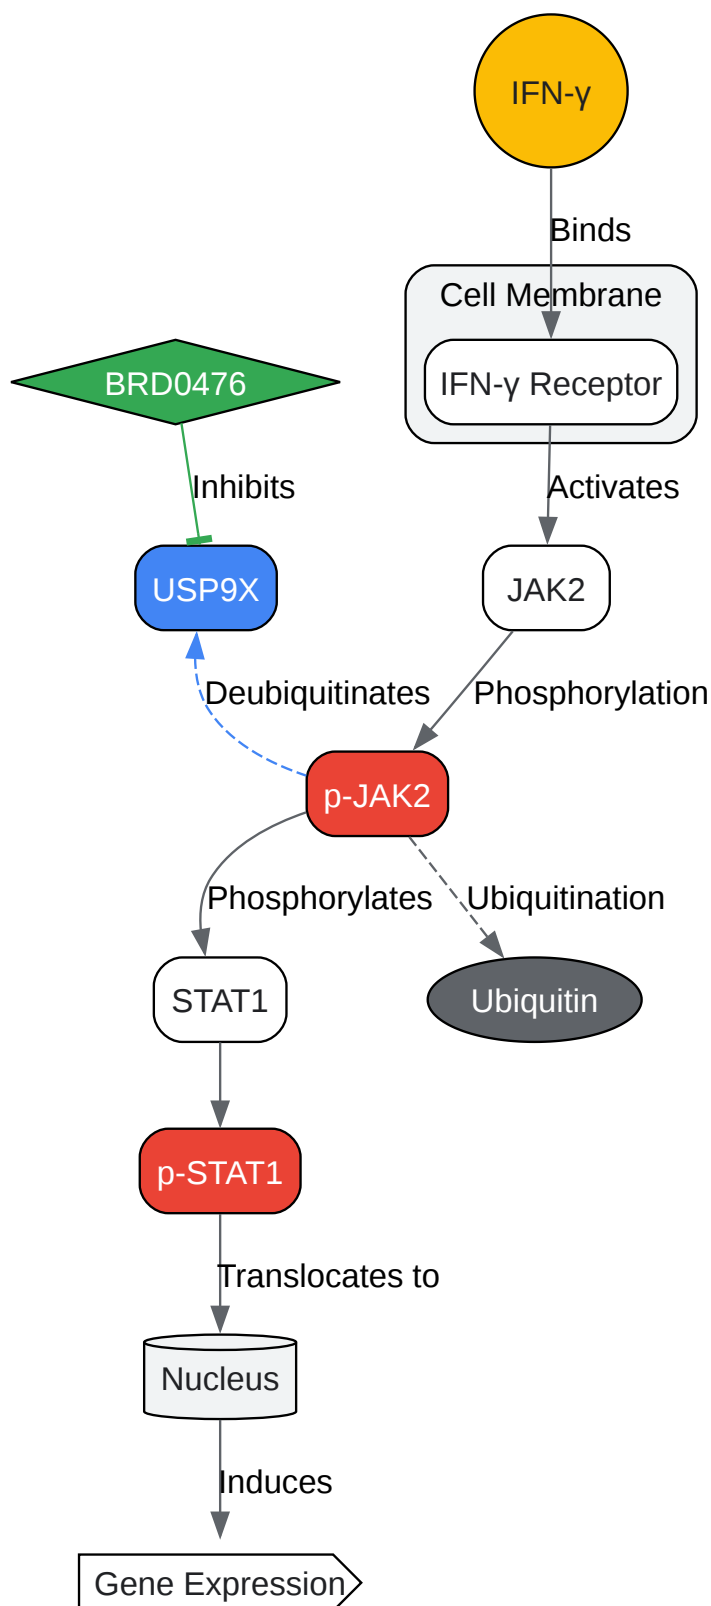 IFN-γ
Binds
Cell Membrane
IFN-γ Receptor
BRD0476
Inhibits
Activates
USP9X
JAK2
Deubiquitinates
Phosphorylation
p-JAK2
Phosphorylates
Ubiquitination
STAT1
Ubiquitin
p-STAT1
Translocates to
Nucleus
Induces
Gene Expression